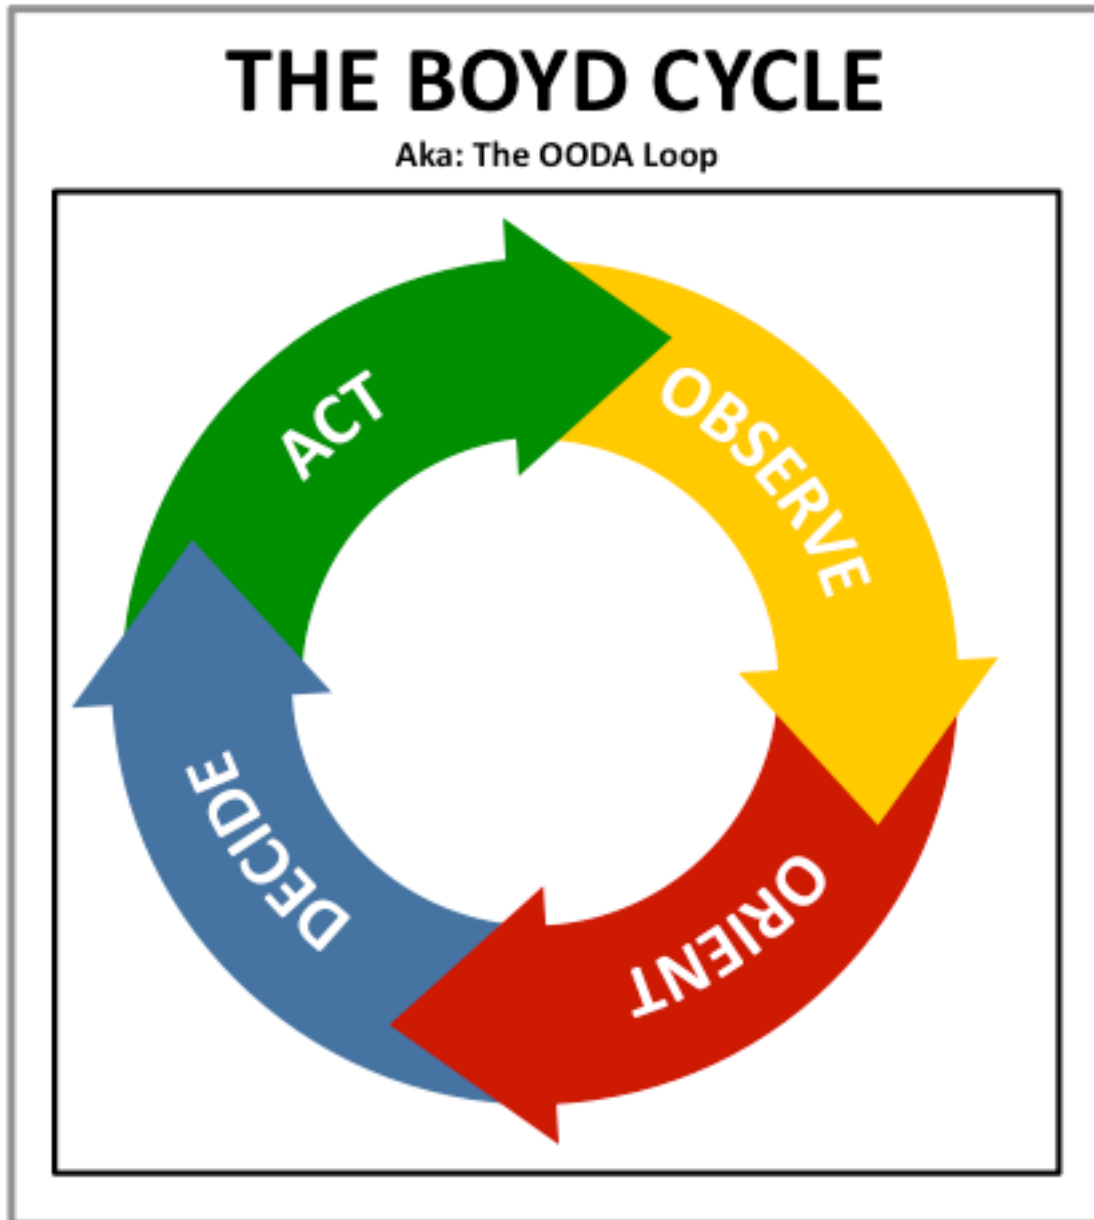 THE BOYD CYCLE
Aka: The OODA Loop
OBSERVE
ORIENT
DECIDE
ACT